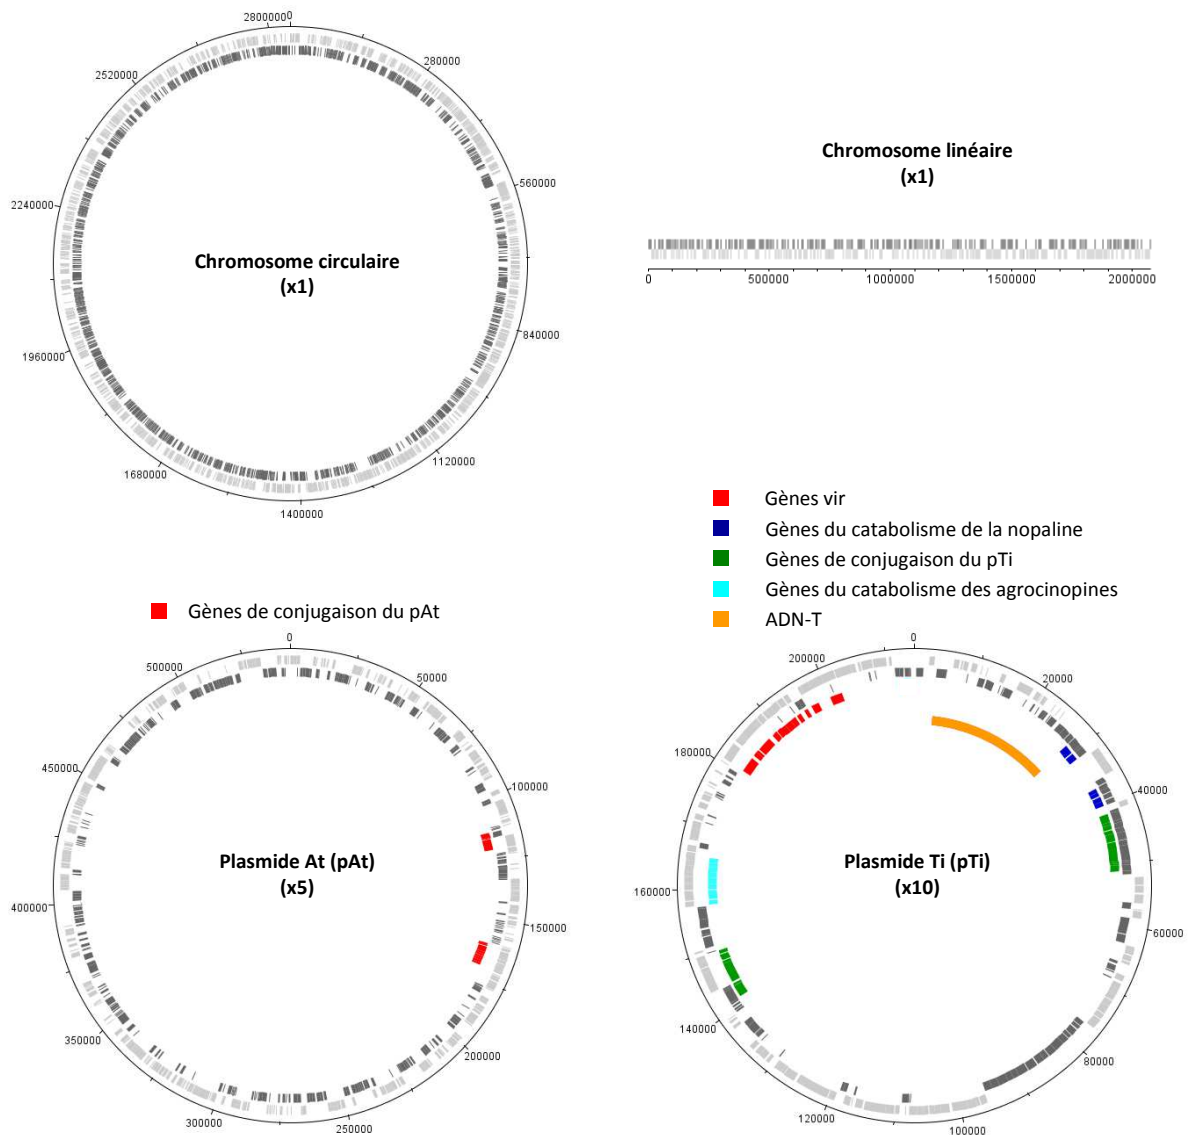 28000000
280000
560000
840000
1120000
1400000
1680000
1960000
2240000
2520000
Chromosome circulaire
(x1)
Chromosome linéaire
(x1)
0
500000
1000000
1500000
2000000
Gènes vir
Gènes du catabolisme de la nopaline
Gènes de conjugaison du pTi
Gènes du catabolisme des agrocinopines
ADN-T
Gènes de conjugaison du pAt
0
50000
100000
150000
200000
250000
300000
350000
400000
450000
500000
Plasmide At (pAt)
(x5)
0
20000
40000
60000
80000
100000
120000
140000
160000
180000
200000
Plasmide Ti (pTi)
(x10)